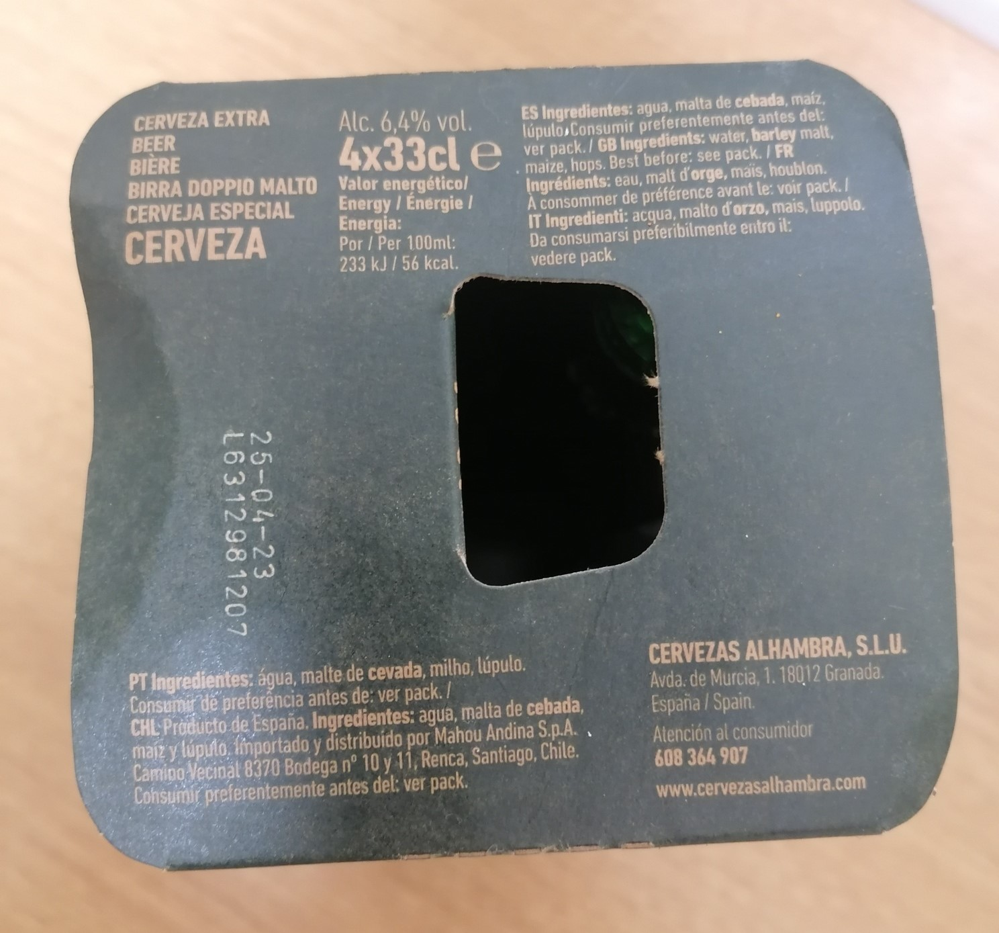 CERVEZA EXTRA
BEER
BIÈRE
BIRRA DOPPIO MALTO
CERVEJA ESPECIAL
CERVEZA
Alc. 6,4% vol.
4x33cl e
Valor energético/
Energy / Énergie /
Energia:
Por / Per 100ml:
233 kJ / 56 kcal.
ES Ingredientes: agua, malta de cebada, maíz,
lúpulo. Consumir preferentemente antes del:
ver pack. / GB Ingredients: water, barley malt,
maize, hops. Best before: see pack. / FR
Ingrédients: eau, malt d'orge, maïs, houblon.
À consommer de préférence avant le: voir pack. /
IT Ingredienti: acqua, malto d'orzo, mais, luppolo.
Da consumarsi preferibilmente entro il:
vedere pack.
25-04-23
L6312981207
PT Ingredientes: água, malte de cevada, milho, lúpulo.
Consumir de preferência antes de: ver pack. /
CHL Producto de España. Ingredientes: agua, malta de cebada,
maíz y lúpulo. Importado y distribuido por Mahou Andina S.p.A.
Camino Vecinal 8370 Bodega nº 10 y 11, Renca, Santiago, Chile.
Consumir preferentemente antes del: ver pack.
CERVEZAS ALHAMBRA, S.L.U.
Avda. de Murcia, 1. 18012 Granada.
España / Spain.
Atención al consumidor
608 364 907
www.cervezasalhambra.com